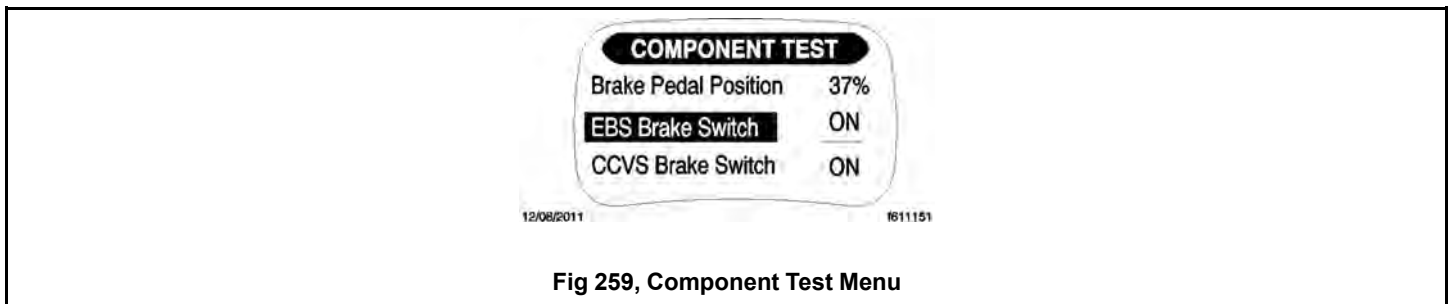 COMPONENT TEST
Brake Pedal Position 37%
EBS Brake Switch ON
CCVS Brake Switch ON
12/08/2011 f611151
Fig 259, Component Test Menu